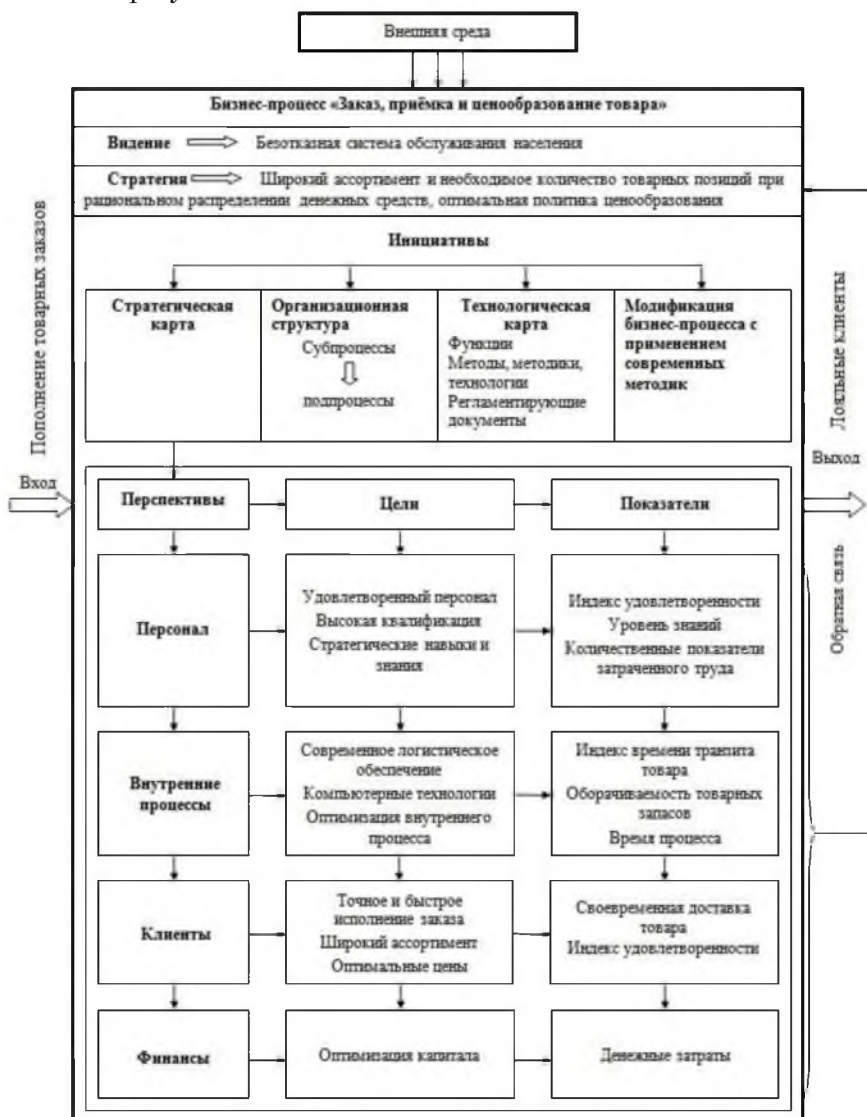 Внешняя среда
Бизнес-процесс «Заказ, приёмка и ценообразование товара»
Видение
Безотказная система обслуживания населения
Стратегия
Широкий ассортимент и необходимое количество товарных позиций при
рациональном распределении денежных средств, оптимальная политика ценообразования
Инициативы
Стратегическая
карта
Организационная
структура
Субпроцессы
подпроцессы
Технологическая
карта
Функции
Методы, методики,
технологии
Регламентирующие
документы
Модификация
бизнес-процесса с
применением
современных
методик
Пополнение товарных заказов
Вход
Лояльные клиенты
Выход
Обратная связь
Перспективы
Цели
Показатели
Персонал
Удовлетворенный персонал
Высокая квалификация
Стратегические навыки и
знания
Индекс удовлетворенности
Уровень знаний
Количественные показатели
затраченного труда
Внутренние
процессы
Современное логистическое
обеспечение
Компьютерные технологии
Оптимизация внутреннего
процесса
Индекс времени транзита
товара
Оборачиваемость товарных
запасов
Время процесса
Клиенты
Точное и быстрое
исполнение заказа
Широкий ассортимент
Оптимальные цены
Своевременная доставка
товара
Индекс удовлетворенности
Финансы
Оптимизация капитала
Денежные затраты